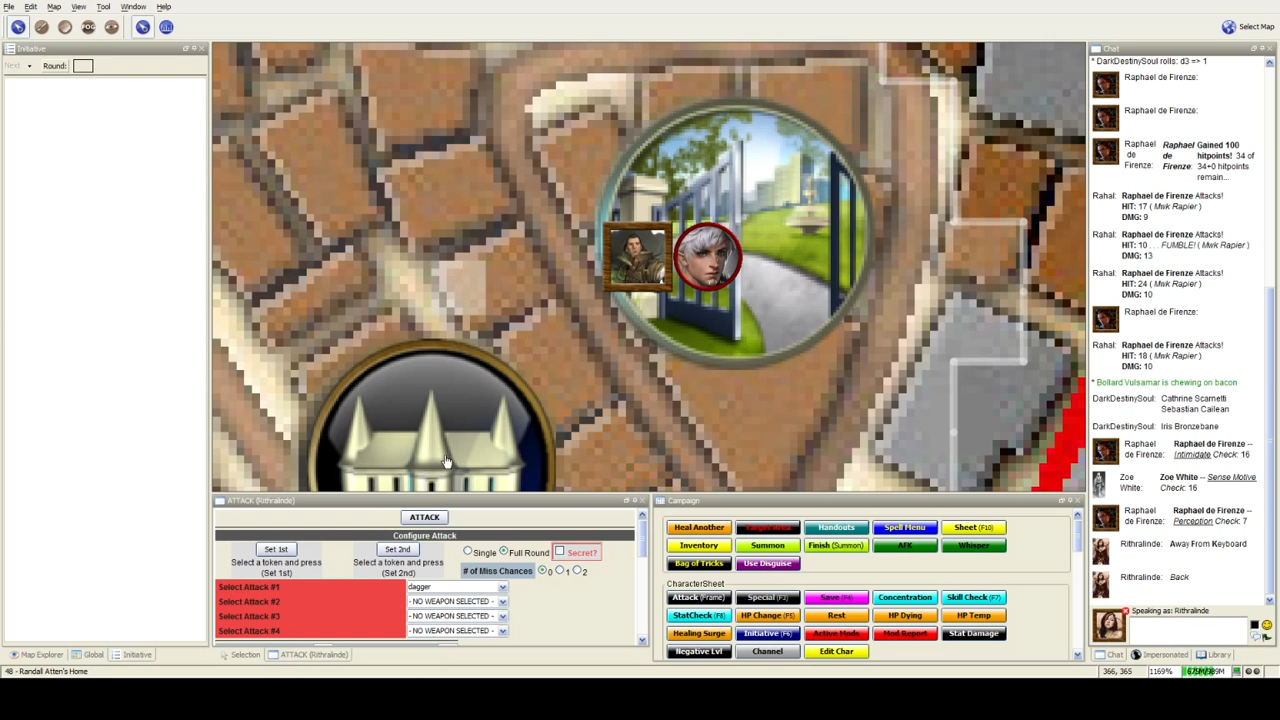 File Edit Map View Tool Window Help
FOG
Select Map
Initiative
Next Round:
Chat
* DarkDestinySoul rolls: d3 => 1
Raphael de Firenze:
Raphael de Firenze:
Raphael de Firenze: Raphael de Firenze: Gained 100 hitpoints! 34 of 34+0 hitpoints remain...
Rahal: Raphael de Firenze Attacks!
HIT: 17 ( Mwk Rapier )
DMG: 9
Rahal: Raphael de Firenze Attacks!
HIT: 10 . . . FUMBLE! ( Mwk Rapier )
DMG: 13
Rahal: Raphael de Firenze Attacks!
HIT: 24 ( Mwk Rapier )
DMG: 10
Raphael de Firenze:
Rahal: Raphael de Firenze Attacks!
HIT: 18 ( Mwk Rapier )
DMG: 10
* Bollard Vulsamar is chewing on bacon
DarkDestinySoul: Cathrine Scarnetti
Sebastian Cailean
DarkDestinySoul: Iris Bronzebane
Raphael de Firenze: Raphael de Firenze -- Intimidate Check: 16
Zoe White: Zoe White -- Sense Motive Check: 16
Raphael de Firenze: Raphael de Firenze -- Perception Check: 7
Rithralinde: Away From Keyboard
Rithralinde: Back
Speaking as: Rithralinde
Chat Impersonated Library
ATTACK (Rithralinde)
ATTACK
Configure Attack
Set 1st Set 2nd Single Full Round Secret?
Select a token and press (Set 1st) Select a token and press (Set 2nd) # of Miss Chances 0 1 2
Select Attack #1 dagger
Select Attack #2 - NO WEAPON SELECTED -
Select Attack #3 - NO WEAPON SELECTED -
Select Attack #4 - NO WEAPON SELECTED -
Campaign
Heal Another Target Area Handouts Spell Menu Sheet (F10)
Inventory Summon Finish (Summon) AFK Whisper
Bag of Tricks Use Disguise
CharacterSheet
Attack (Frame) Special (F3) Save (F4) Concentration Skill Check (F7)
StatCheck (F8) HP Change (F5) Rest HP Dying HP Temp
Healing Surge Initiative (F6) Active Mods Mod Report Stat Damage
Negative Lvl Channel Edit Char
Map Explorer Global Initiative Selection ATTACK (Rithralinde)
48 - Randall Atten's Home 366, 365 1169%